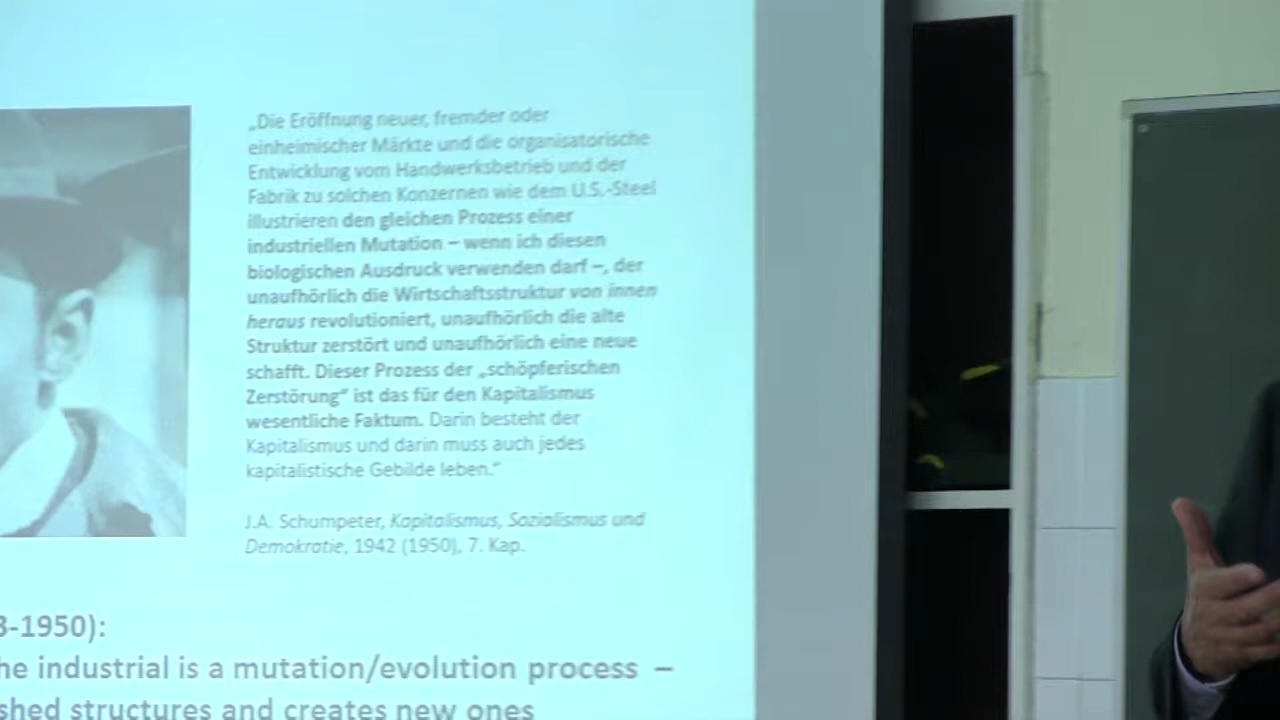 „Die Eröffnung neuer, fremder oder
einheimischer Märkte und die organisatorische
Entwicklung vom Handwerksbetrieb und der
Fabrik zu solchen Konzernen wie dem U.S.-Steel
illustrieren den gleichen Prozess einer
industriellen Mutation – wenn ich diesen
biologischen Ausdruck verwenden darf –, der
unaufhörlich die Wirtschaftsstruktur von innen
heraus revolutioniert, unaufhörlich die alte
Struktur zerstört und unaufhörlich eine neue
schafft. Dieser Prozess der „schöpferischen
Zerstörung“ ist das für den Kapitalismus
wesentliche Faktum. Darin besteht der
Kapitalismus und darin muss auch jedes
kapitalistische Gebilde leben.“
J.A. Schumpeter, Kapitalismus, Sozialismus und
Demokratie, 1942 (1950), 7. Kap.
3-1950):
he industrial is a mutation/evolution process –
shed structures and creates new ones